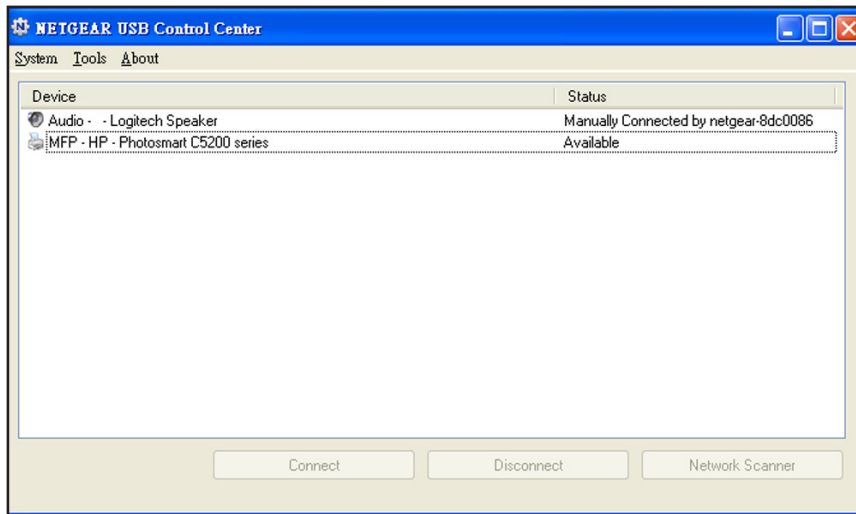 NETGEAR USB Control Center
System Tools About
Device Status
Audio - - Logitech Speaker Manually Connected by netgear-8dc0086
MFP - HP - Photosmart C5200 series Available
Connect Disconnect Network Scanner